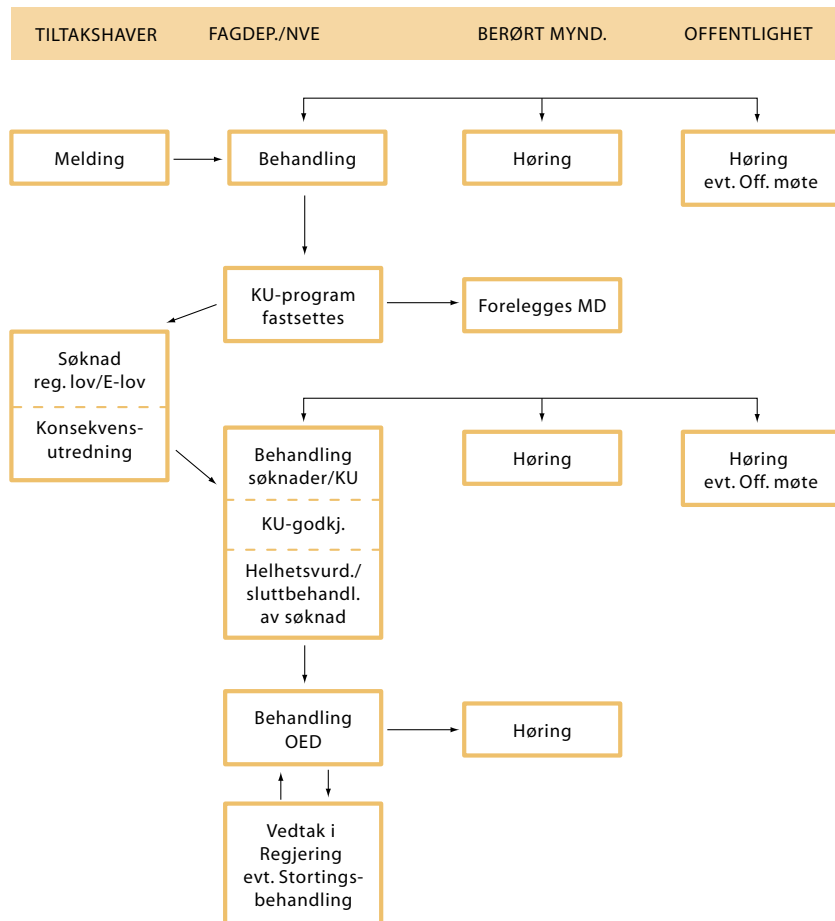 TILTAKSHAVER FAGDEP./NVE BERØRT MYND. OFFENTLIGHET
Melding
Behandling
Høring
Høring
evt. Off. møte
KU-program
fastsettes
Forelegges MD
Søknad
reg. lov/E-lov
Konsekvens-
utredning
Behandling
søknader/KU
KU-godkj.
Helhetsvurd./
sluttbehandl.
av søknad
Høring
Høring
evt. Off. møte
Behandling
OED
Høring
Vedtak i
Regjering
evt. Stortings-
behandling